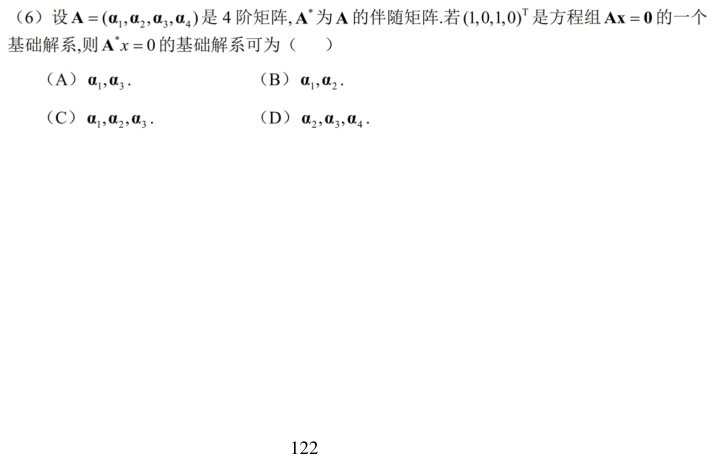 （6）设 A = (α₁,α₂,α₃,α₄) 是 4 阶矩阵, A* 为 A 的伴随矩阵.若 (1,0,1,0)ᵀ 是方程组 Ax = 0 的一个
基础解系,则 A*x = 0 的基础解系可为（ ）
（A）α₁,α₃. （B）α₁,α₂.
（C）α₁,α₂,α₃. （D）α₂,α₃,α₄.
122